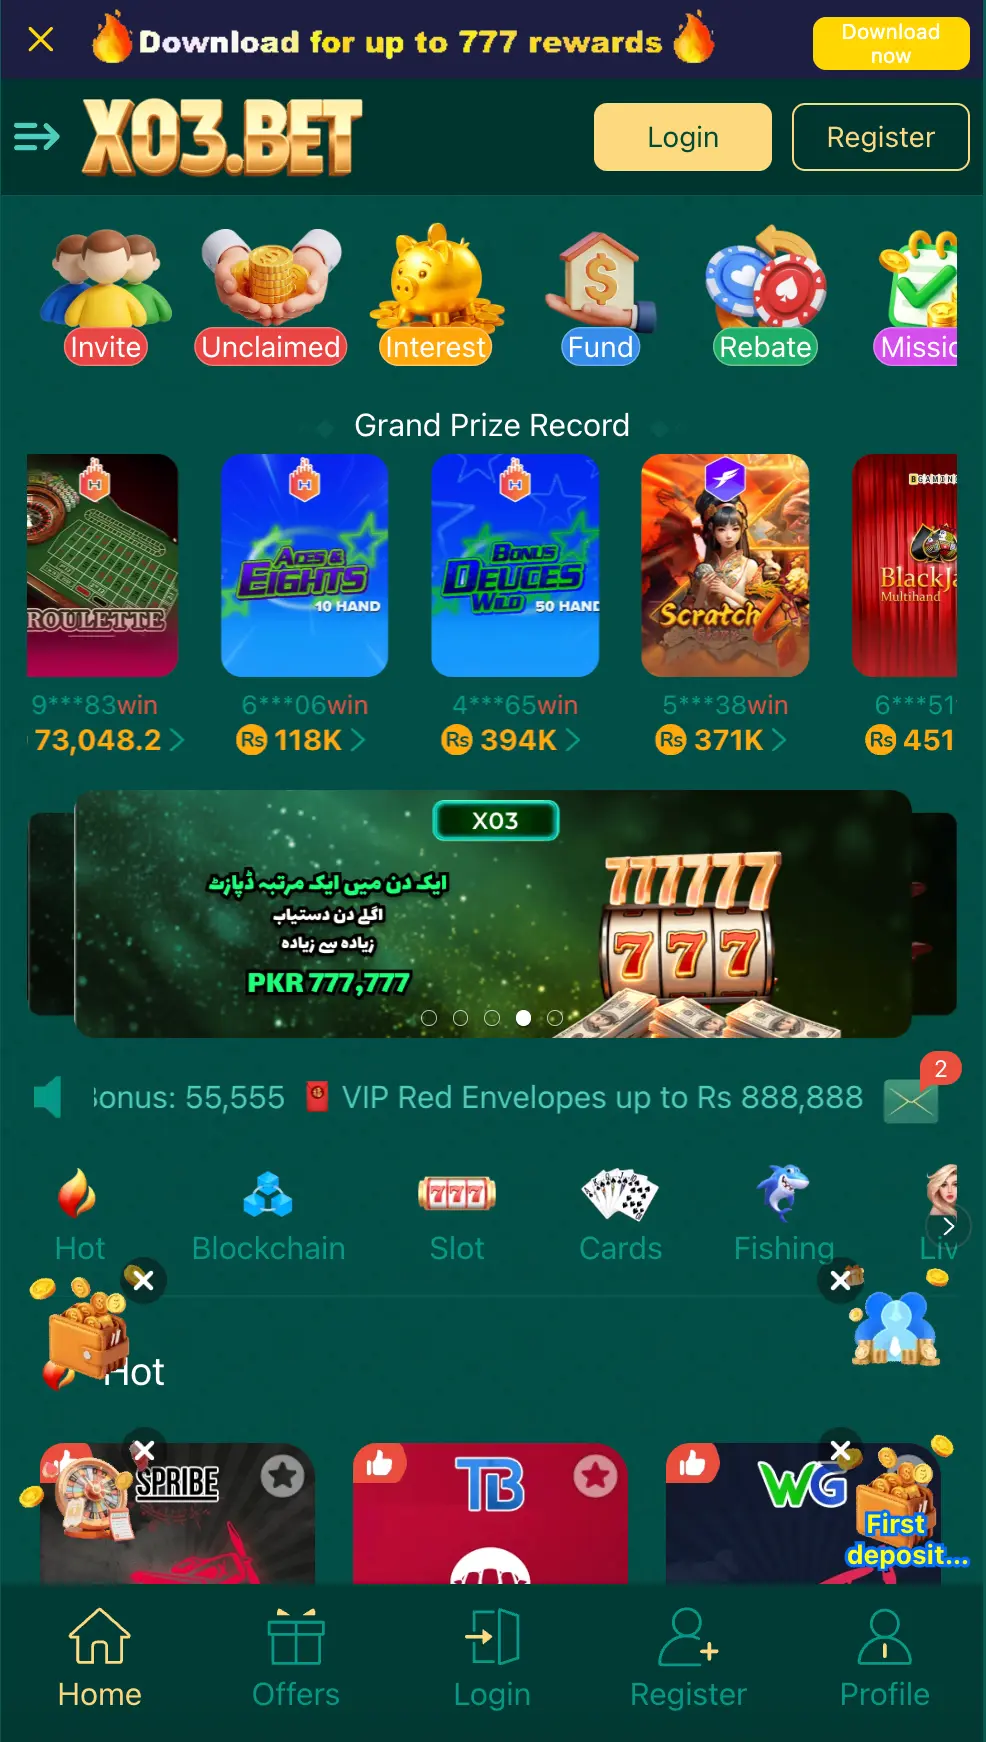 Download for up to 777 rewards
Download now
X03.BET
Login
Register
Invite
Unclaimed
Interest
Fund
Rebate
Missio
Grand Prize Record
ROULETTE
ACES & EIGHTS
10 HAND
BONUS DEUCES WILD
50 HAND
Scratch
BGAMING
BlackJa
Multihand
9***83win
6***06win
4***65win
5***38win
6***51
73,048.2
Rs 118K
Rs 394K
Rs 371K
Rs 451
X03
777777
ایک دن میں ایک مرتبہ ڈپازٹ
اگلے دن دستیاب
زیادہ سے زیادہ
PKR 777,777
777
Bonus: 55,555 VIP Red Envelopes up to Rs 888,888
2
777
Hot
Blockchain
Slot
Cards
Fishing
Liv
Hot
SPRIBE
TB
WG
First deposit...
Home
Offers
Login
Register
Profile